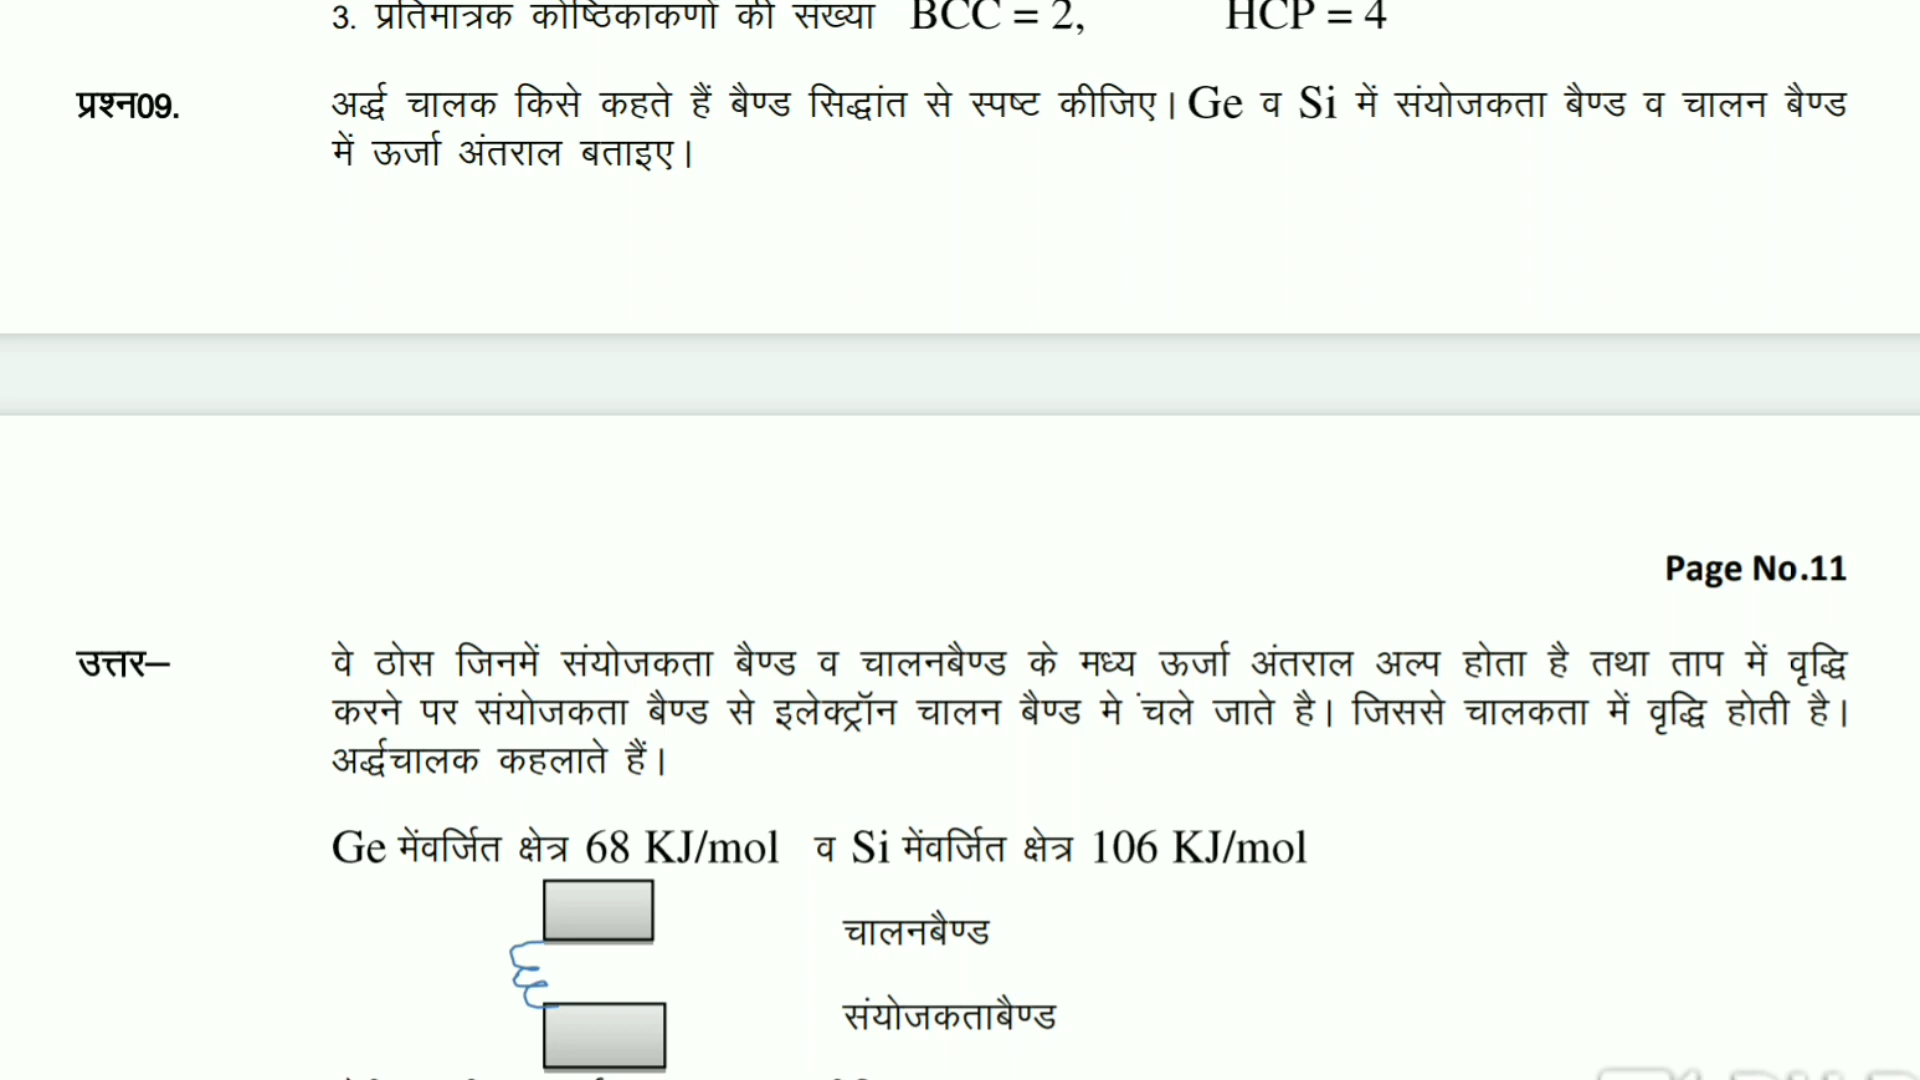 3. प्रतिमात्रक कोष्ठिकाकणों की संख्या BCC = 2, HCP = 4
प्रश्न09. अर्द्ध चालक किसे कहते हैं बैण्ड सिद्धांत से स्पष्ट कीजिए। Ge व Si में संयोजकता बैण्ड व चालन बैण्ड
में ऊर्जा अंतराल बताइए।
Page No.11
उत्तर– वे ठोस जिनमें संयोजकता बैण्ड व चालनबैण्ड के मध्य ऊर्जा अंतराल अल्प होता है तथा ताप में वृद्धि
करने पर संयोजकता बैण्ड से इलेक्ट्रॉन चालन बैण्ड मे चले जाते है। जिससे चालकता में वृद्धि होती है।
अर्द्धचालक कहलाते हैं।
Ge मेंवर्जित क्षेत्र 68 KJ/mol व Si मेंवर्जित क्षेत्र 106 KJ/mol
चालनबैण्ड
संयोजकताबैण्ड